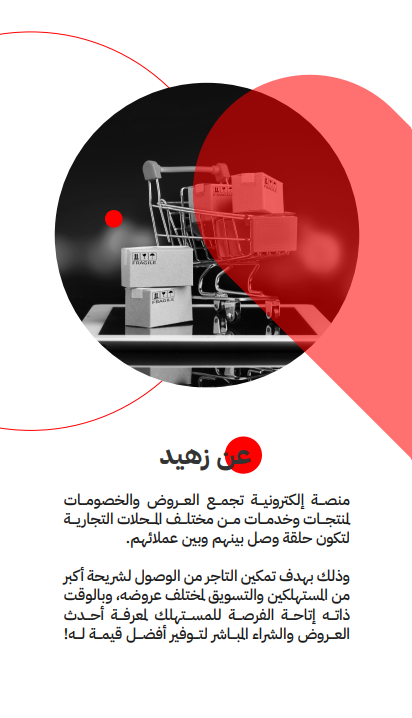 FRAGILE
FRAGILE
عن زهيد
منصة إلكترونية تجمع العروض والخصومات
لمنتجات وخدمات من مختلف المحلات التجارية
لتكون حلقة وصل بينهم وبين عملائهم.
وذلك بهدف تمكين التاجر من الوصول لشريحة أكبر
من المستهلكين والتسويق لمختلف عروضه، وبالوقت
ذاته إتاحة الفرصة للمستهلك لمعرفة أحدث
العروض والشراء المباشر لتوفير أفضل قيمة له!